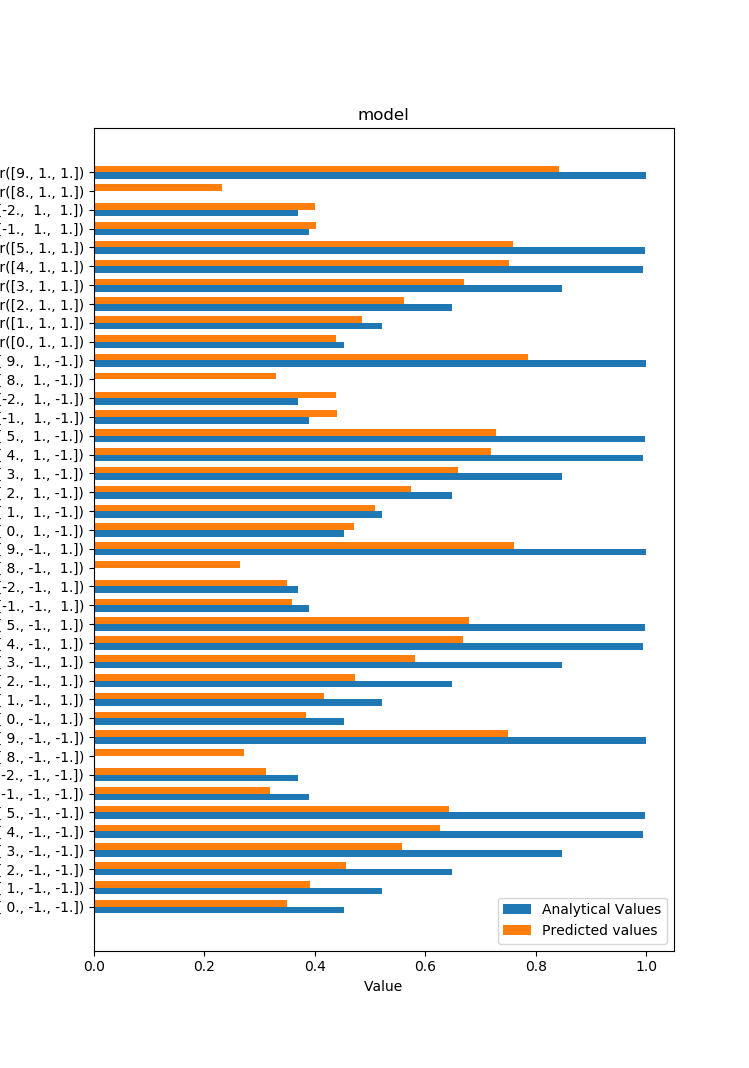 model
r([9., 1., 1.])
r([8., 1., 1.])
[-2.,  1.,  1.])
[-1.,  1.,  1.])
r([5., 1., 1.])
r([4., 1., 1.])
r([3., 1., 1.])
r([2., 1., 1.])
r([1., 1., 1.])
r([0., 1., 1.])
[ 9.,  1., -1.])
[ 8.,  1., -1.])
[-2.,  1., -1.])
[-1.,  1., -1.])
[ 5.,  1., -1.])
[ 4.,  1., -1.])
[ 3.,  1., -1.])
[ 2.,  1., -1.])
[ 1.,  1., -1.])
[ 0.,  1., -1.])
[ 9., -1.,  1.])
[ 8., -1.,  1.])
[-2., -1.,  1.])
[-1., -1.,  1.])
[ 5., -1.,  1.])
[ 4., -1.,  1.])
[ 3., -1.,  1.])
[ 2., -1.,  1.])
[ 1., -1.,  1.])
[ 0., -1.,  1.])
[ 9., -1., -1.])
[ 8., -1., -1.])
-2., -1., -1.])
-1., -1., -1.])
[ 5., -1., -1.])
[ 4., -1., -1.])
[ 3., -1., -1.])
[ 2., -1., -1.])
[ 1., -1., -1.])
[ 0., -1., -1.])
Analytical Values
Predicted values
0.0 0.2 0.4 0.6 0.8 1.0
Value